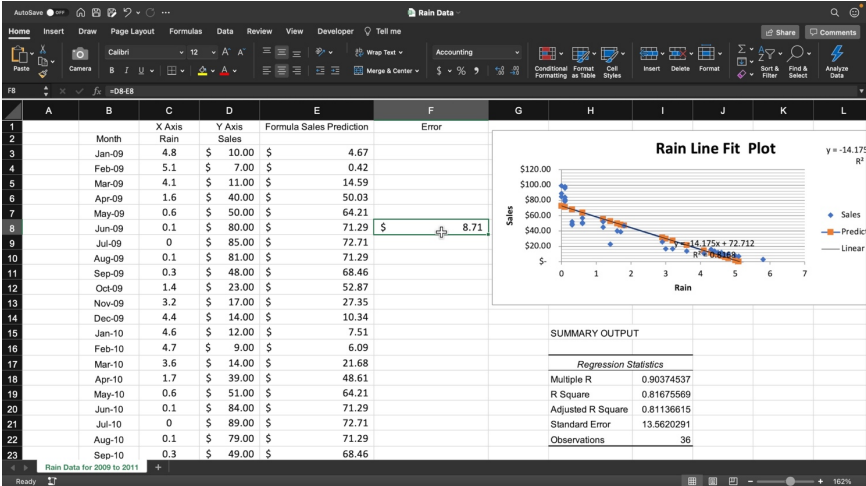 AutoSave OFF Rain Data
Home Insert Draw Page Layout Formulas Data Review View Developer Tell me Share Comments
Paste Camera Calibri 12 A A Wrap Text Accounting Conditional Formatting Format as Table Cell Styles Insert Delete Format Sort & Filter Find & Select Analyze Data
B I U A Merge & Center $ % 9
F8 fx =D8-E8
A B C D E F G H I J K L
1 X Axis Y Axis Formula Sales Prediction Error
2 Month Rain Sales
3 Jan-09 4.8 $ 10.00 $ 4.67
4 Feb-09 5.1 $ 7.00 $ 0.42
5 Mar-09 4.1 $ 11.00 $ 14.59
6 Apr-09 1.6 $ 40.00 $ 50.03
7 May-09 0.6 $ 50.00 $ 64.21
8 Jun-09 0.1 $ 80.00 $ 71.29 $ 8.71
9 Jul-09 0 $ 85.00 $ 72.71
10 Aug-09 0.1 $ 81.00 $ 71.29
11 Sep-09 0.3 $ 48.00 $ 68.46
12 Oct-09 1.4 $ 23.00 $ 52.87
13 Nov-09 3.2 $ 17.00 $ 27.35
14 Dec-09 4.4 $ 14.00 $ 10.34
15 Jan-10 4.6 $ 12.00 $ 7.51
16 Feb-10 4.7 $ 9.00 $ 6.09
17 Mar-10 3.6 $ 14.00 $ 21.68
18 Apr-10 1.7 $ 39.00 $ 48.61
19 May-10 0.6 $ 51.00 $ 64.21
20 Jun-10 0.1 $ 84.00 $ 71.29
21 Jul-10 0 $ 89.00 $ 72.71
22 Aug-10 0.1 $ 79.00 $ 71.29
23 Sep-10 0.3 $ 49.00 $ 68.46
Rain Line Fit Plot
y = -14.175
R²
$120.00
$100.00
$80.00
$60.00
$40.00
$20.00
$-
Sales
0 1 2 3 4 5 6 7
Rain
y = -14.175x + 72.712
R² = 0.8168
Sales
Predic
Linear
SUMMARY OUTPUT
Regression Statistics
Multiple R 0.90374537
R Square 0.81675569
Adjusted R Square 0.81136615
Standard Error 13.5620291
Observations 36
Rain Data for 2009 to 2011 +
Ready 162%